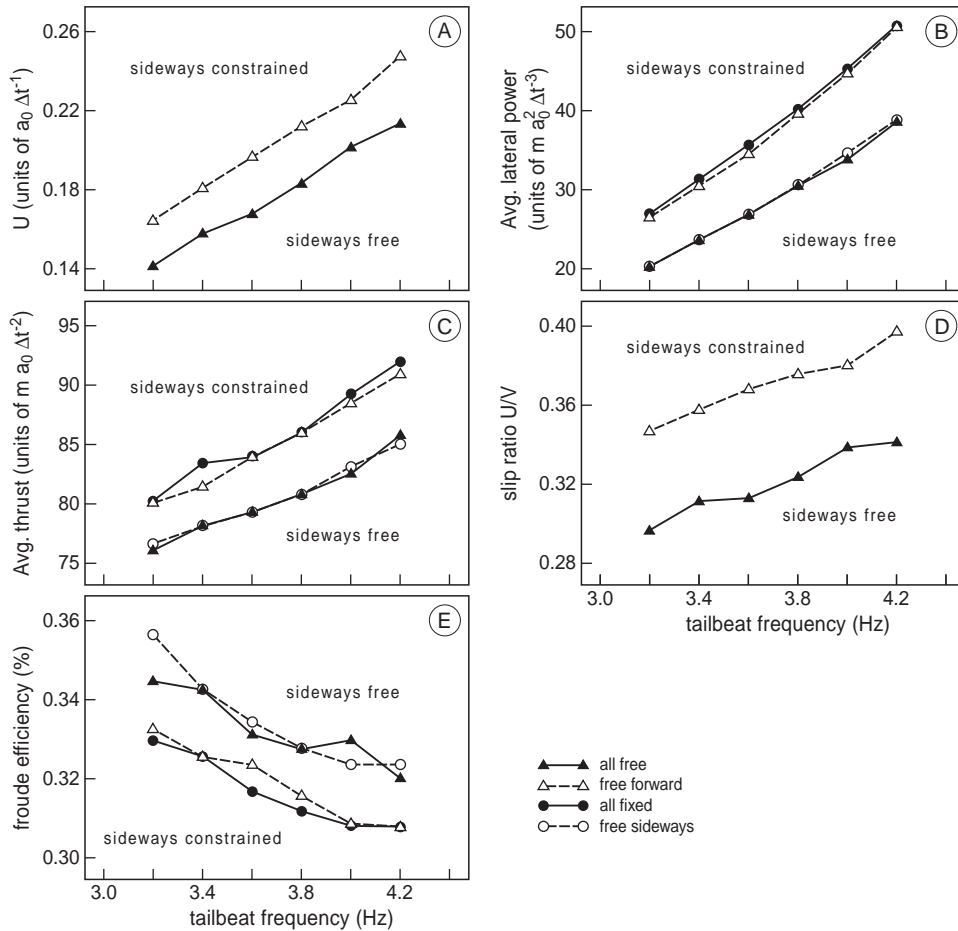 A
U (units of a0 Δt-1)
0.26
0.22
0.18
0.14
sideways constrained
sideways free
B
Avg. lateral power
(units of m a02 Δt-3)
50
40
30
20
sideways constrained
sideways free
C
Avg. thrust (units of m a0 Δt-2)
95
90
85
80
75
sideways constrained
sideways free
D
slip ratio U/V
0.40
0.36
0.32
0.28
sideways constrained
sideways free
3.0 3.4 3.8 4.2
tailbeat frequency (Hz)
E
froude efficiency (%)
0.36
0.34
0.32
0.30
sideways free
sideways constrained
3.0 3.4 3.8 4.2
tailbeat frequency (Hz)
all free
free forward
all fixed
free sideways